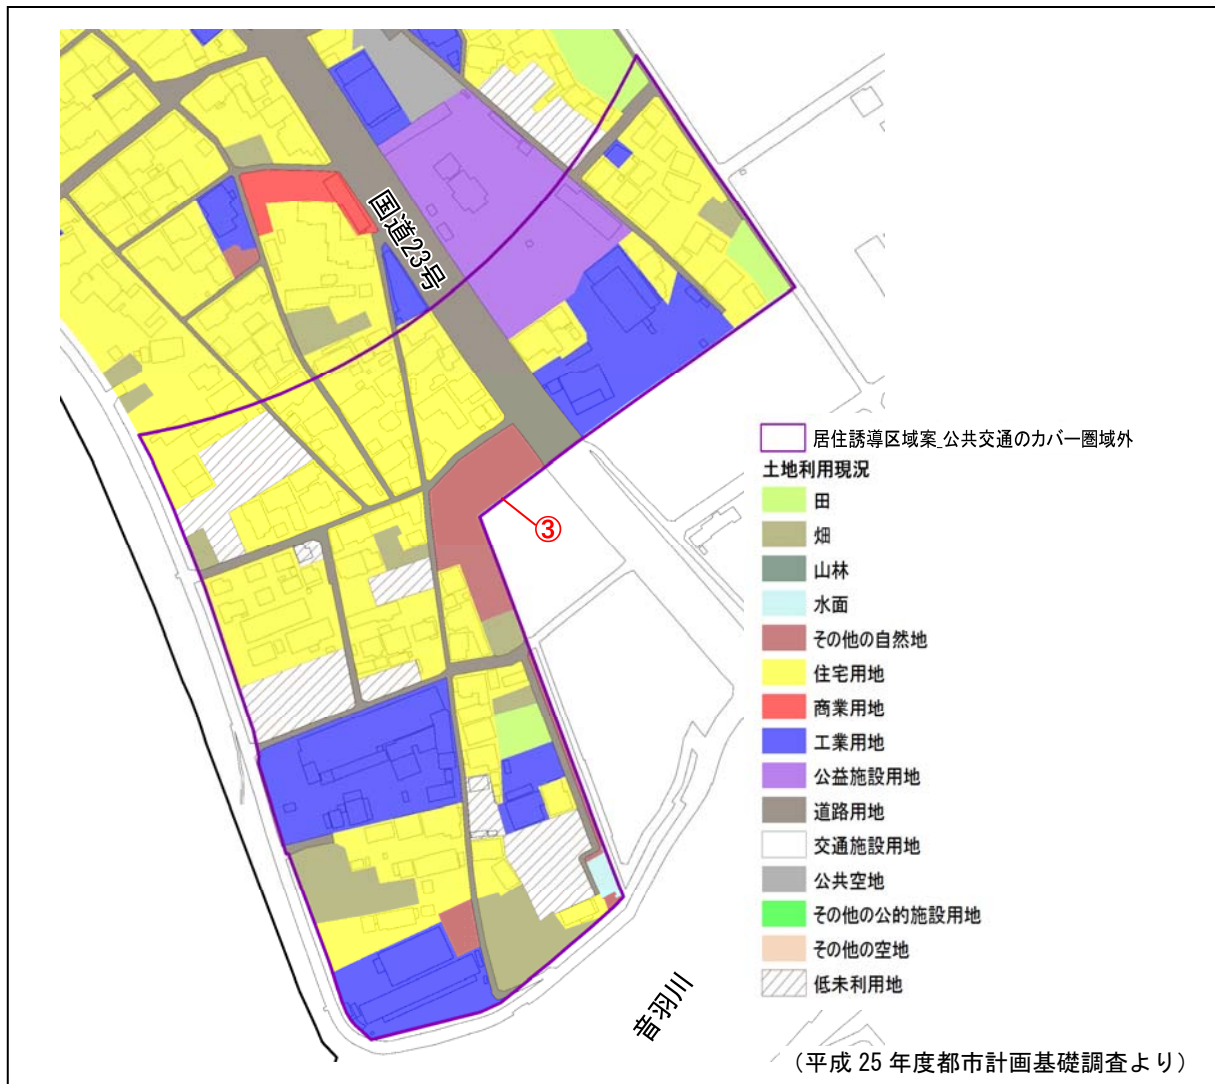 国道23号
③
居住誘導区域案_公共交通のカバー圏域外
土地利用現況
田
畑
山林
水面
その他の自然地
住宅用地
商業用地
工業用地
公益施設用地
道路用地
交通施設用地
公共空地
その他の公的施設用地
その他の空地
低未利用地
音羽川
（平成 25 年度都市計画基礎調査より）